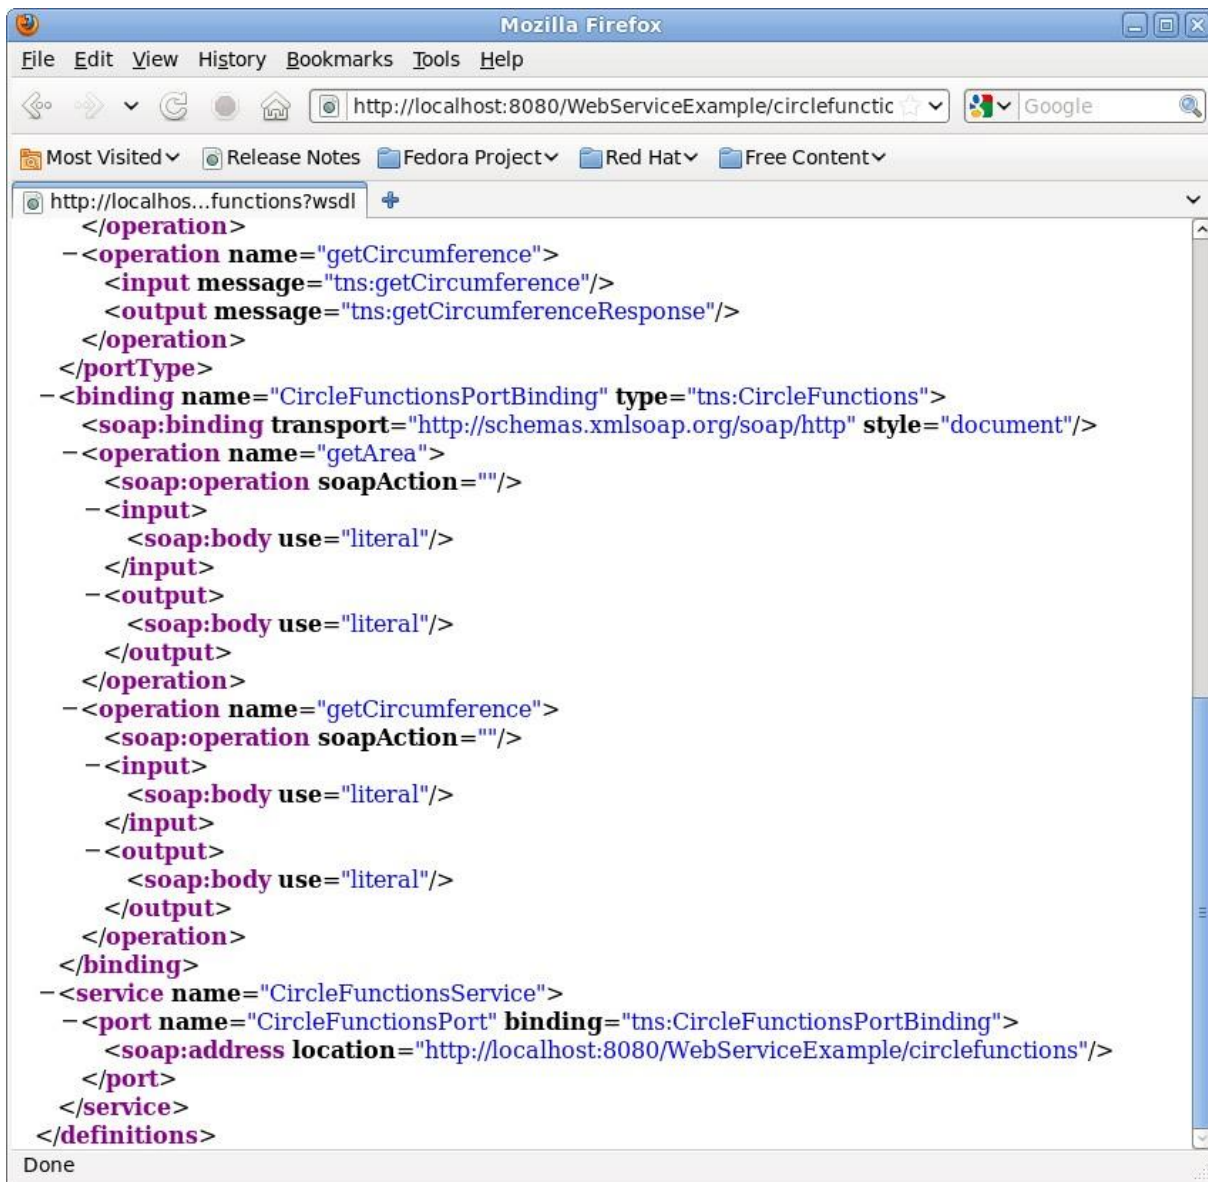 Mozilla Firefox
File Edit View History Bookmarks Tools Help
http://localhost:8080/WebServiceExample/circlefunctic Google
Most Visited Release Notes Fedora Project Red Hat Free Content
http://localhos...functions?wsdl
</operation>
−<operation name="getCircumference">
<input message="tns:getCircumference"/>
<output message="tns:getCircumferenceResponse"/>
</operation>
</portType>
−<binding name="CircleFunctionsPortBinding" type="tns:CircleFunctions">
<soap:binding transport="http://schemas.xmlsoap.org/soap/http" style="document"/>
−<operation name="getArea">
<soap:operation soapAction=""/>
−<input>
<soap:body use="literal"/>
</input>
−<output>
<soap:body use="literal"/>
</output>
</operation>
−<operation name="getCircumference">
<soap:operation soapAction=""/>
−<input>
<soap:body use="literal"/>
</input>
−<output>
<soap:body use="literal"/>
</output>
</operation>
</binding>
−<service name="CircleFunctionsService">
−<port name="CircleFunctionsPort" binding="tns:CircleFunctionsPortBinding">
<soap:address location="http://localhost:8080/WebServiceExample/circlefunctions"/>
</port>
</service>
</definitions>
Done